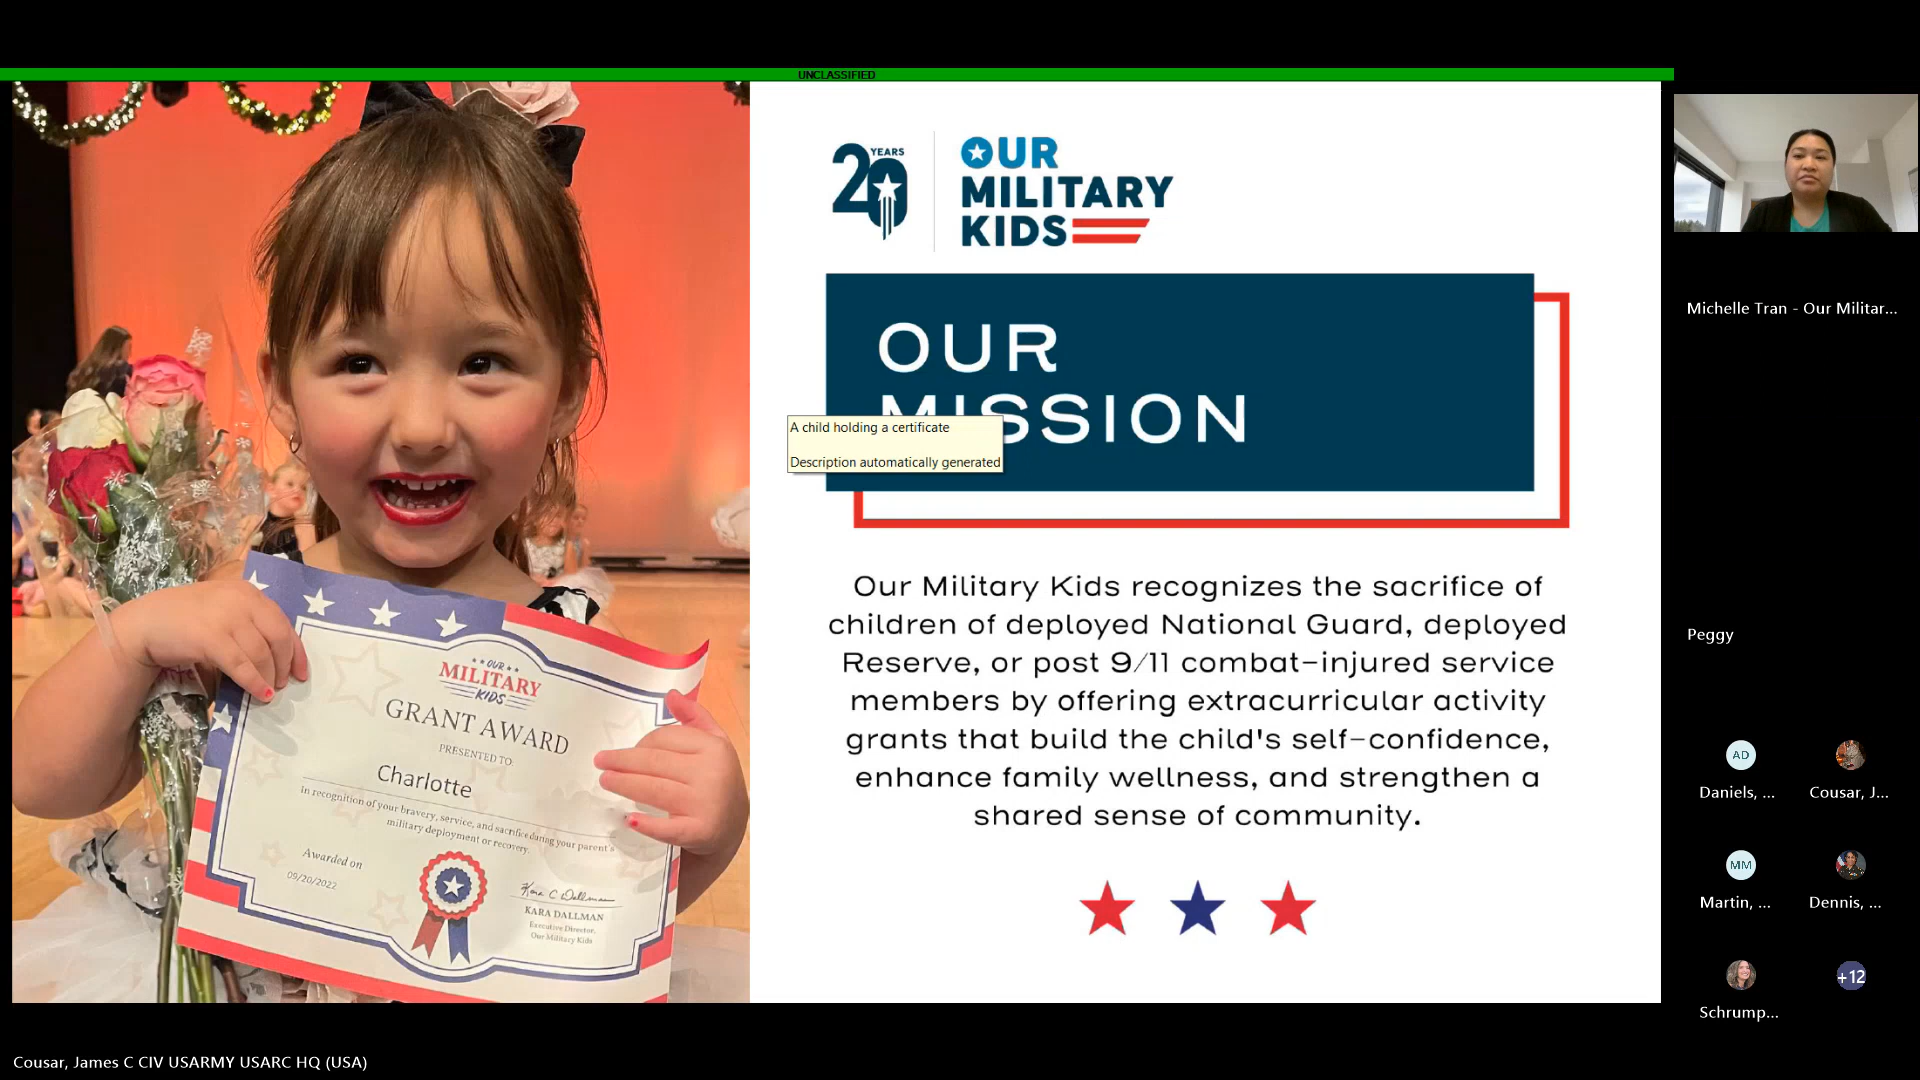 UNCLASSIFIED
20 YEARS
OUR
MILITARY
KIDS
OUR
MISSION
A child holding a certificate
Description automatically generated
Our Military Kids recognizes the sacrifice of
children of deployed National Guard, deployed
Reserve, or post 9/11 combat-injured service
members by offering extracurricular activity
grants that build the child's self-confidence,
enhance family wellness, and strengthen a
shared sense of community.
OUR
MILITARY
KIDS
GRANT AWARD
PRESENTED TO:
Charlotte
in recognition of your bravery, service, and sacrifice during your parent's
military deployment or recovery.
Awarded on
09/20/2022
Kara C Dallman
KARA DALLMAN
Executive Director,
Our Military Kids
Michelle Tran - Our Militar...
Peggy
AD
Daniels, ...
Cousar, J...
MM
Martin, ...
Dennis, ...
Schrump...
+12
Cousar, James C CIV USARMY USARC HQ (USA)